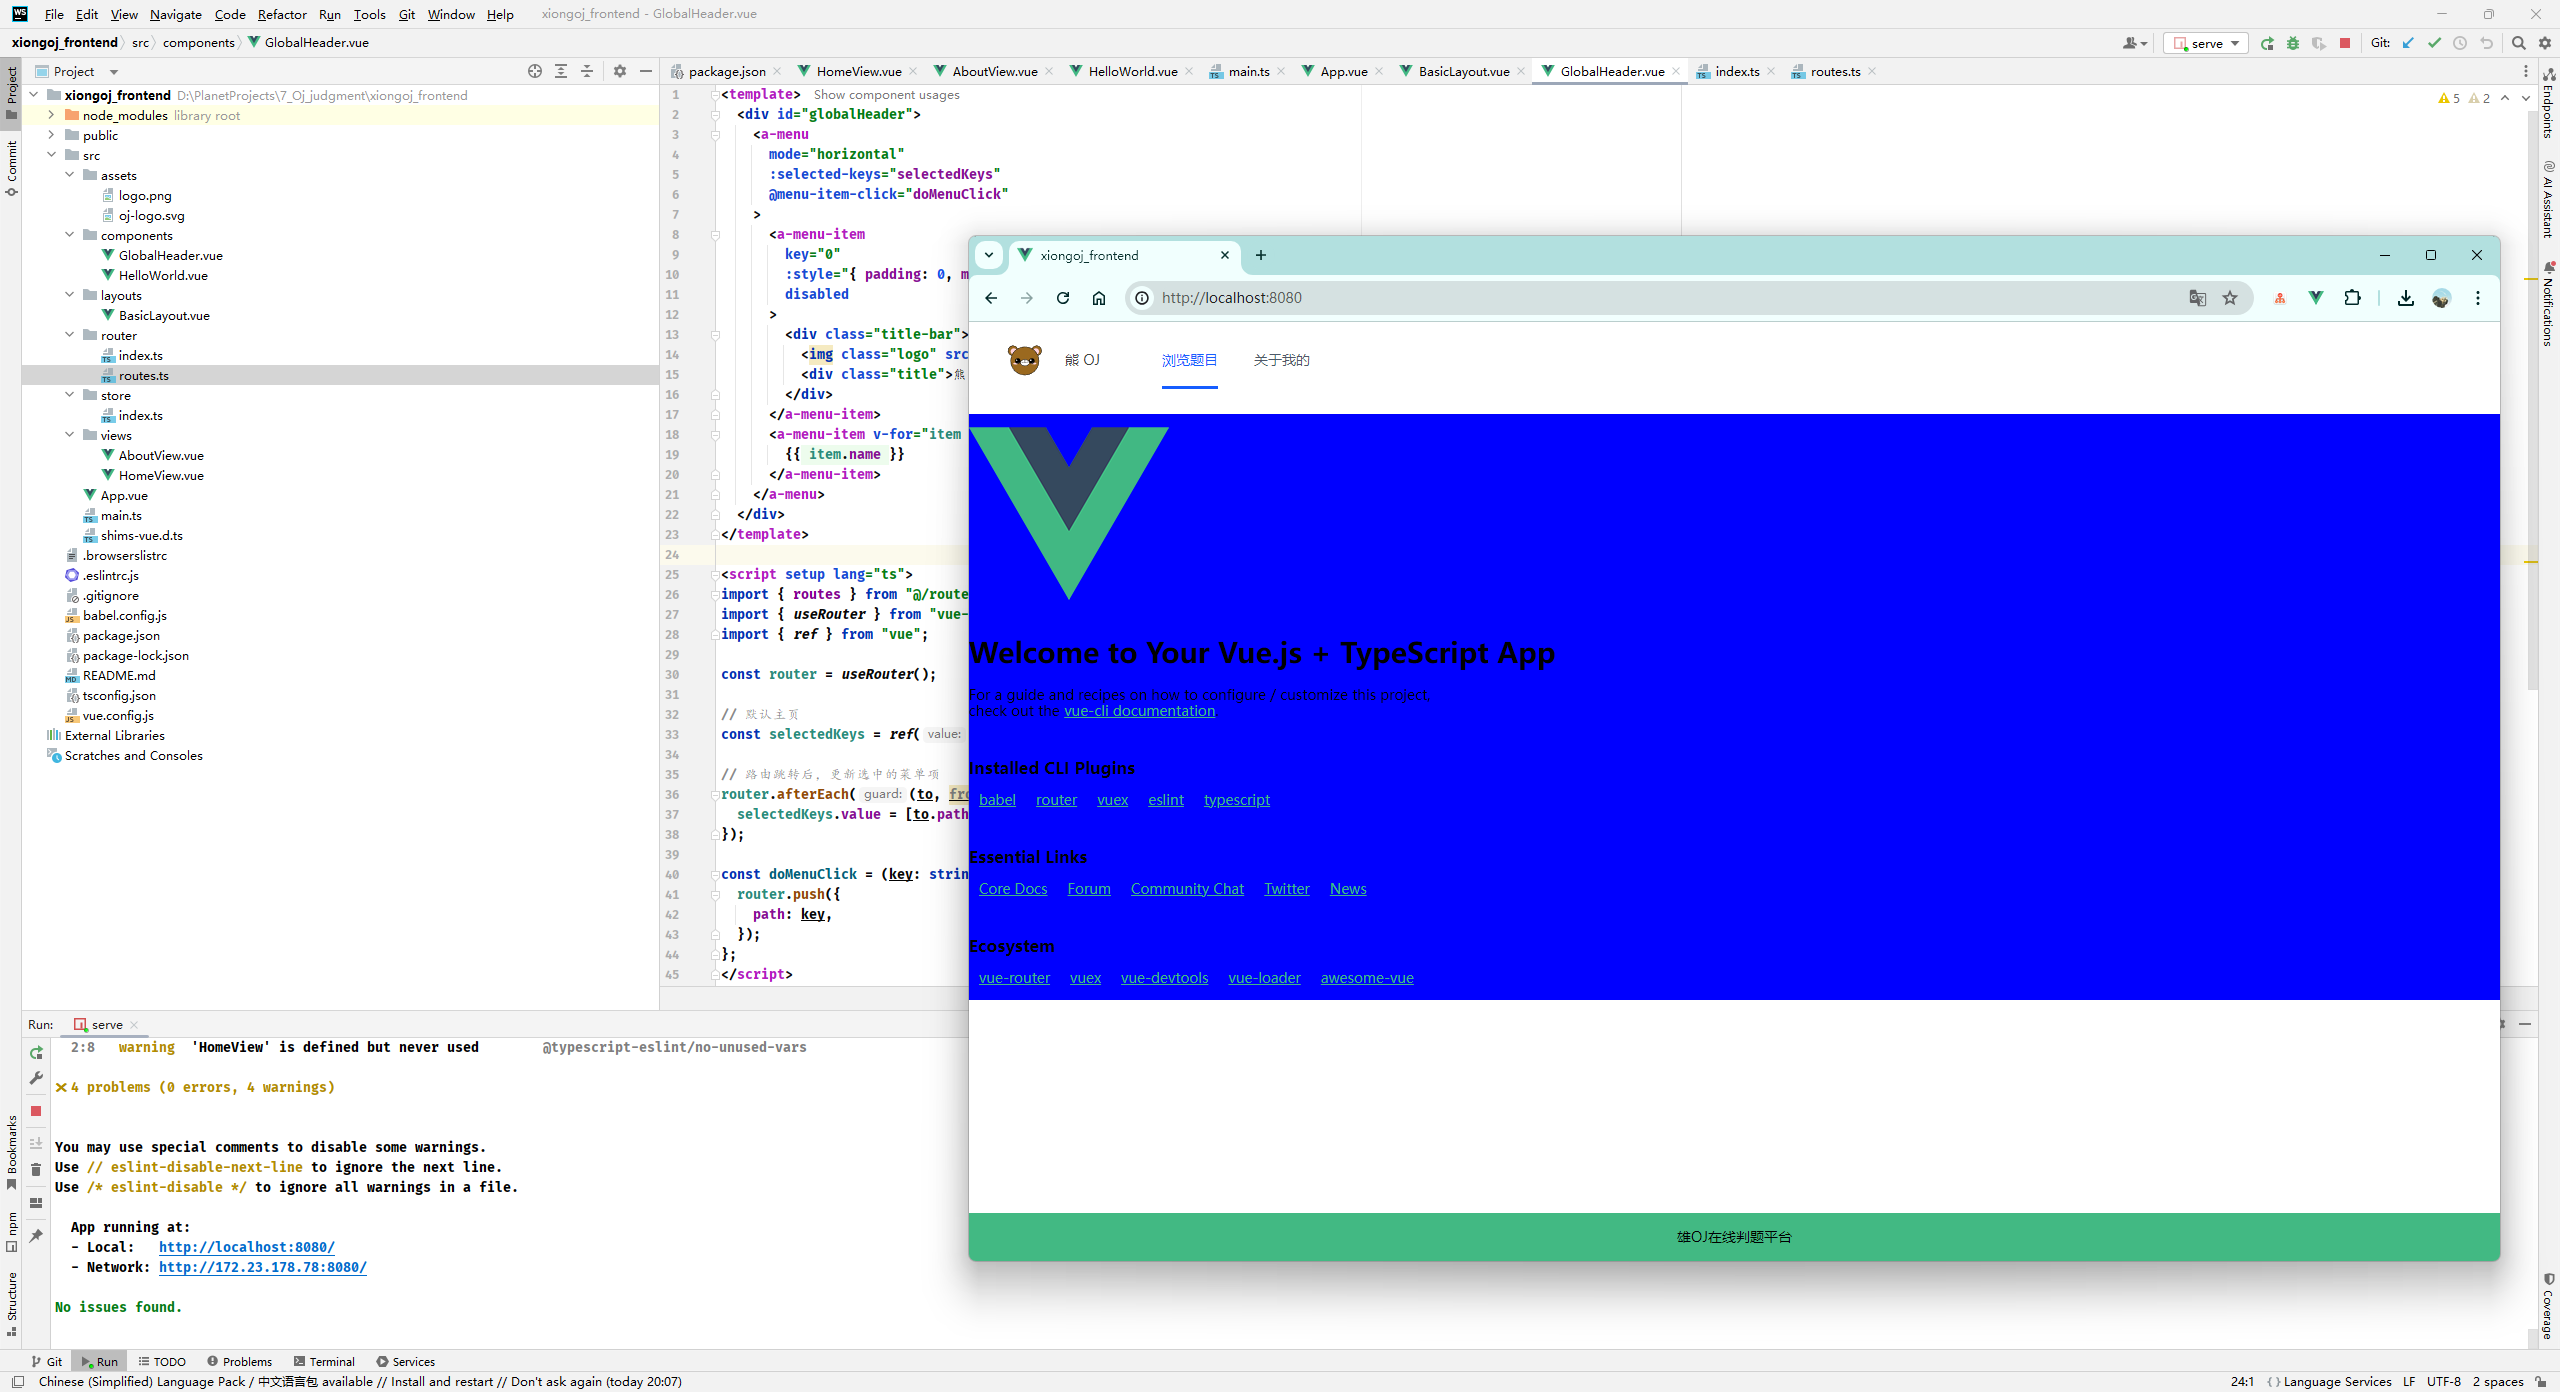 File Edit View Navigate Code Refactor Run Tools Git Window Help xiongoj_frontend - GlobalHeader.vue
xiongoj_frontend src components GlobalHeader.vue
serve Git:
Project
package.json HomeView.vue AboutView.vue HelloWorld.vue main.ts App.vue BasicLayout.vue GlobalHeader.vue index.ts routes.ts
Project
Commit
Bookmarks
npm
Structure
Endpoints
AI Assistant
Notifications
Coverage
xiongoj_frontend D:\PlanetProjects\7_Oj_judgment\xiongoj_frontend
node_modules library root
public
src
assets
logo.png
oj-logo.svg
components
GlobalHeader.vue
HelloWorld.vue
layouts
BasicLayout.vue
router
index.ts
routes.ts
store
index.ts
views
AboutView.vue
HomeView.vue
App.vue
main.ts
shims-vue.d.ts
.browserslistrc
.eslintrc.js
.gitignore
babel.config.js
package.json
package-lock.json
README.md
tsconfig.json
vue.config.js
External Libraries
Scratches and Consoles
5 2
1 <template> Show component usages
2 <div id="globalHeader">
3 <a-menu
4 mode="horizontal"
5 :selected-keys="selectedKeys"
6 @menu-item-click="doMenuClick"
7 >
8 <a-menu-item
9 key="0"
10 :style="{ padding: 0, m
11 disabled
12 >
13 <div class="title-bar">
14 <img class="logo" src
15 <div class="title">熊
16 </div>
17 </a-menu-item>
18 <a-menu-item v-for="item
19 {{ item.name }}
20 </a-menu-item>
21 </a-menu>
22 </div>
23 </template>
24
25 <script setup lang="ts">
26 import { routes } from "@/route
27 import { useRouter } from "vue-
28 import { ref } from "vue";
29
30 const router = useRouter();
31
32 // 默认主页
33 const selectedKeys = ref( value:
34
35 // 路由跳转后，更新选中的菜单项
36 router.afterEach( guard: (to, fro
37 selectedKeys.value = [to.path
38 });
39
40 const doMenuClick = (key: strin
41 router.push({
42 path: key,
43 });
44 };
45 </script>
xiongoj_frontend
http://localhost:8080
熊 OJ 浏览题目 关于我的
Welcome to Your Vue.js + TypeScript App
For a guide and recipes on how to configure / customize this project,
check out the vue-cli documentation
Installed CLI Plugins
babel router vuex eslint typescript
Essential Links
Core Docs Forum Community Chat Twitter News
Ecosystem
vue-router vuex vue-devtools vue-loader awesome-vue
雄OJ在线判题平台
Run: serve
2:8 warning 'HomeView' is defined but never used @typescript-eslint/no-unused-vars
4 problems (0 errors, 4 warnings)
You may use special comments to disable some warnings.
Use // eslint-disable-next-line to ignore the next line.
Use /* eslint-disable */ to ignore all warnings in a file.
App running at:
- Local: http://localhost:8080/
- Network: http://172.23.178.78:8080/
No issues found.
Git Run TODO Problems Terminal Services
Chinese (Simplified) Language Pack / 中文语言包 available // Install and restart // Don't ask again (today 20:07)
24:1 { } Language Services LF UTF-8 2 spaces